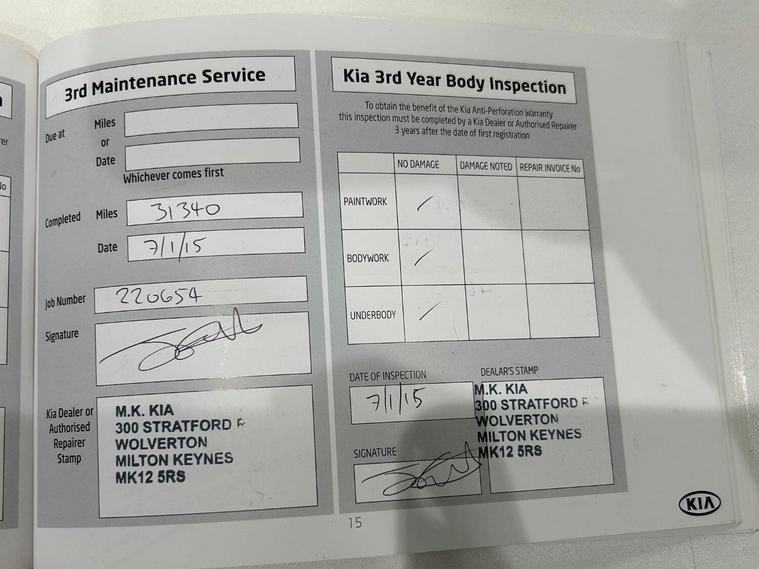 3rd Maintenance Service
Due at
Miles
or
Date
Whichever comes first
Completed
Miles 31340
Date 7/1/15
Job Number 220654
Signature
Kia Dealer or
Authorised
Repairer
Stamp
M.K. KIA
300 STRATFORD
WOLVERTON
MILTON KEYNES
MK12 5RS
Kia 3rd Year Body Inspection
To obtain the benefit of the Kia Anti-Perforation Warranty
this inspection must be completed by a Kia Dealer or Authorised Repairer
3 years after the date of first registration
NO DAMAGE DAMAGE NOTED REPAIR INVOICE No
PAINTWORK
BODYWORK
UNDERBODY
DATE OF INSPECTION
7/1/15
SIGNATURE
DEALAR'S STAMP
M.K. KIA
300 STRATFORD
WOLVERTON
MILTON KEYNES
MK12 5RS
15
KIA